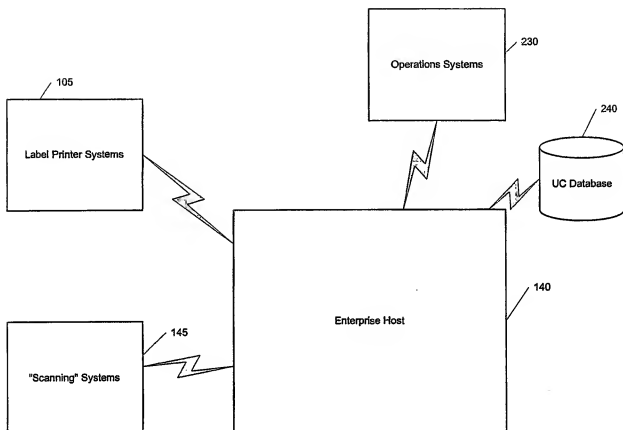 230
Operations Systems
105
240
Label Printer Systems
UC Database
140
Enterprise Host
145
"Scanning" Systems